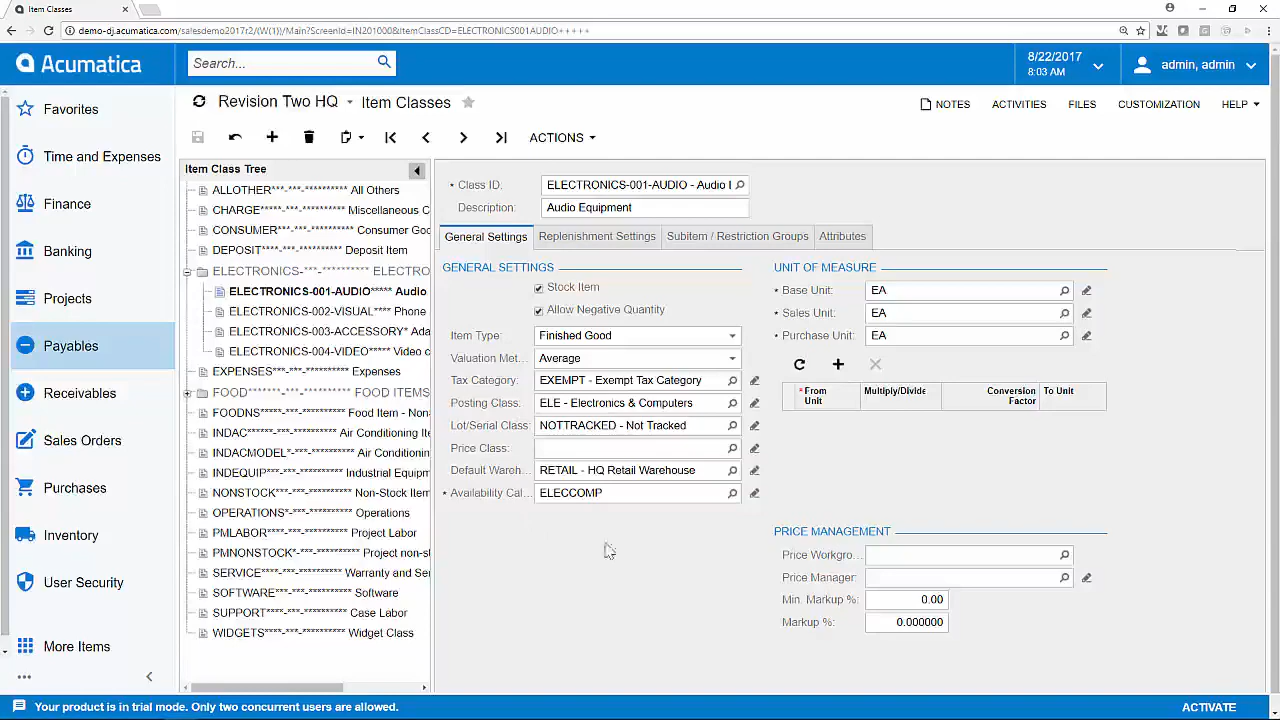 Item Classes
demo-dj.acumatica.com/salesdemo2017r2/(W(1))/Main?ScreenId=IN201000&ItemClassCD=ELECTRONICS001AUDIO+++++
Acumatica
Search...
8/22/2017
8:03 AM
admin, admin
Revision Two HQ
Item Classes
NOTES
ACTIVITIES
FILES
CUSTOMIZATION
HELP
ACTIONS
Favorites
Time and Expenses
Finance
Banking
Projects
Payables
Receivables
Sales Orders
Purchases
Inventory
User Security
More Items
Item Class Tree
ALLOTHER**-***-********** All Others
CHARGE****-***-********** Miscellaneous C
CONSUMER**-***-********** Consumer Goo
DEPOSIT***-***-********** Deposit Item
ELECTRONICS-***-********** ELECTRO
ELECTRONICS-001-AUDIO***** Audio
ELECTRONICS-002-VISUAL**** Phone
ELECTRONICS-003-ACCESSORY* Ada
ELECTRONICS-004-VIDEO***** Video c
EXPENSES**-***-********** Expenses
FOOD*******-***-********** FOOD ITEMS
FOODNS****-***-********** Food Item - Non
INDAC*****-***-********** Air Conditioning It
INDACMODEL*-***-********** Air Conditioning
INDEQUIP**-***-********** Industrial Equipm
NONSTOCK**-***-********** Non-Stock Item
OPERATIONS*-***-********** Operations
PMLABOR***-***-********** Project Labor
PMNONSTOCK*-***-********** Project non-st
SERVICE****-***-********** Warranty and Ser
SOFTWARE**-***-********** Software
SUPPORT***-***-********** Case Labor
WIDGETS***-***-********** Widget Class
* Class ID: ELECTRONICS-001-AUDIO - Audio I
Description: Audio Equipment
General Settings
Replenishment Settings
Subitem / Restriction Groups
Attributes
GENERAL SETTINGS
Stock Item
Allow Negative Quantity
Item Type: Finished Good
Valuation Met... Average
Tax Category: EXEMPT - Exempt Tax Category
Posting Class: ELE - Electronics & Computers
Lot/Serial Class: NOTTRACKED - Not Tracked
Price Class:
Default Wareh... RETAIL - HQ Retail Warehouse
* Availability Cal... ELECCOMP
UNIT OF MEASURE
* Base Unit: EA
* Sales Unit: EA
* Purchase Unit: EA
* From Unit
Multiply/Divide
Conversion Factor
To Unit
PRICE MANAGEMENT
Price Workgro...
Price Manager:
Min. Markup %: 0.00
Markup %: 0.000000
Your product is in trial mode. Only two concurrent users are allowed.
ACTIVATE